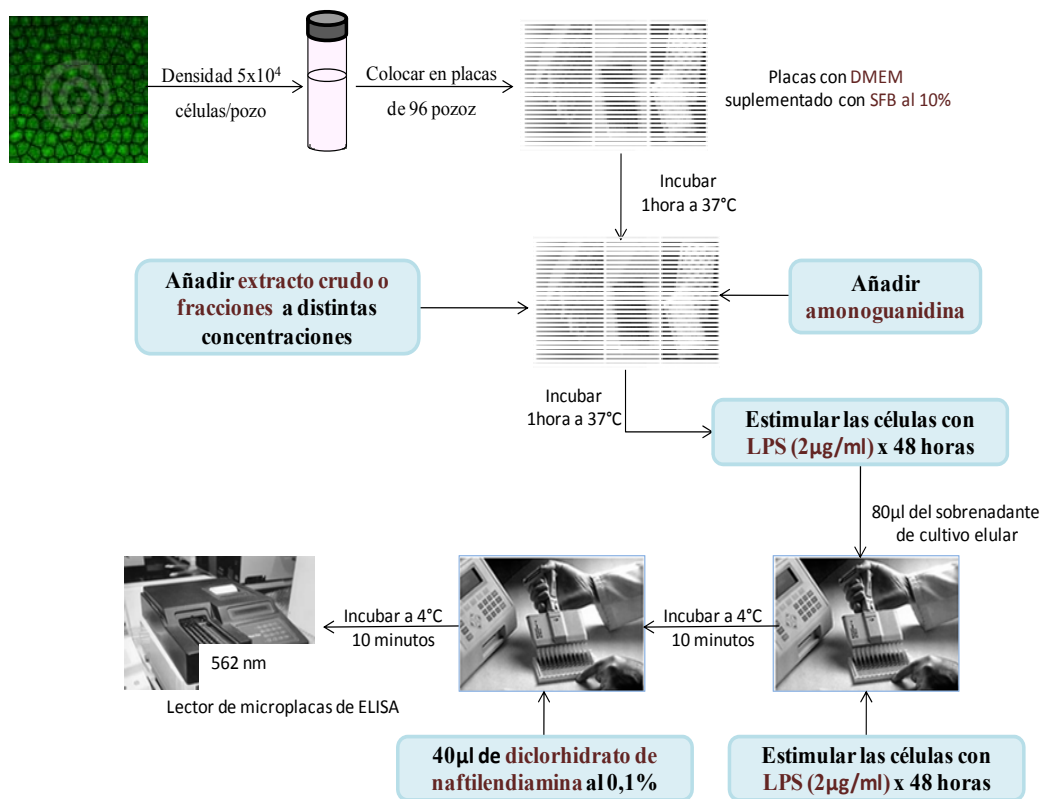 Densidad 5x10⁴
células/pozo
Colocar en placas
de 96 pozoz
Placas con DMEM
suplementado con SFB al 10%
Incubar
1hora a 37°C
Añadir extracto crudo o
fracciones a distintas
concentraciones
Añadir
amonoguanidina
Incubar
1hora a 37°C
Estimular las células con
LPS (2µg/ml) x 48 horas
80µl del sobrenadante
de cultivo elular
Incubar a 4°C
10 minutos
Incubar a 4°C
10 minutos
562 nm
Lector de microplacas de ELISA
40µl de diclorhidrato de
naftilendiamina al 0,1%
Estimular las células con
LPS (2µg/ml) x 48 horas